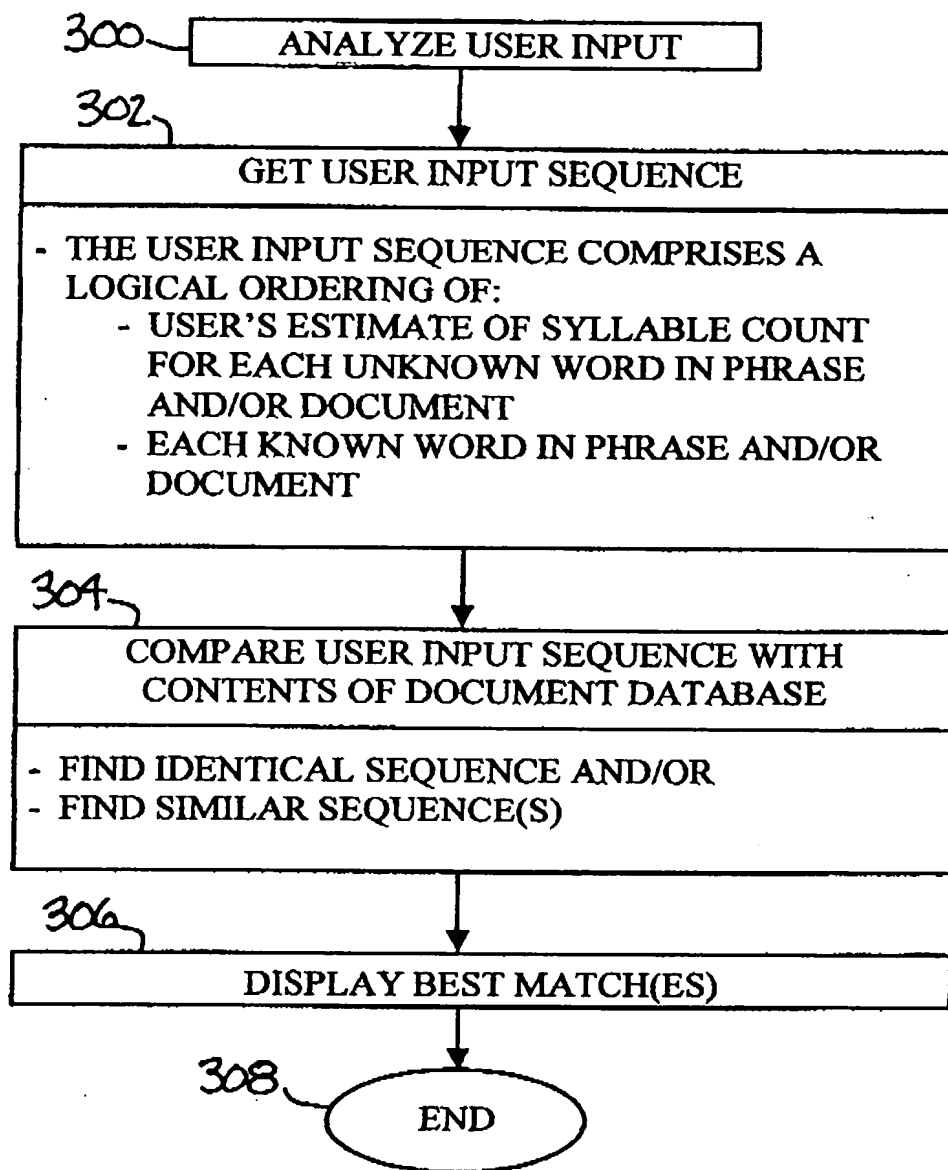 300
ANALYZE USER INPUT
302
GET USER INPUT SEQUENCE
- THE USER INPUT SEQUENCE COMPRISES A
LOGICAL ORDERING OF:
- USER'S ESTIMATE OF SYLLABLE COUNT
FOR EACH UNKNOWN WORD IN PHRASE
AND/OR DOCUMENT
- EACH KNOWN WORD IN PHRASE AND/OR
DOCUMENT
304
COMPARE USER INPUT SEQUENCE WITH
CONTENTS OF DOCUMENT DATABASE
- FIND IDENTICAL SEQUENCE AND/OR
- FIND SIMILAR SEQUENCE(S)
306
DISPLAY BEST MATCH(ES)
308
END